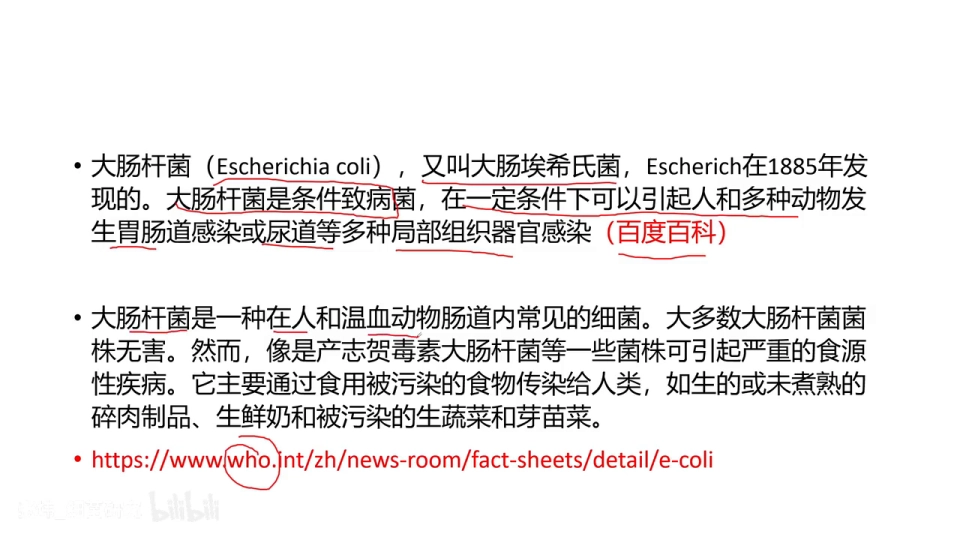 • 大肠杆菌（Escherichia coli），又叫大肠埃希氏菌，Escherich在1885年发
现的。大肠杆菌是条件致病菌，在一定条件下可以引起人和多种动物发
生胃肠道感染或尿道等多种局部组织器官感染（百度百科）
• 大肠杆菌是一种在人和温血动物肠道内常见的细菌。大多数大肠杆菌菌
株无害。然而，像是产志贺毒素大肠杆菌等一些菌株可引起严重的食源
性疾病。它主要通过食用被污染的食物传染给人类，如生的或未煮熟的
碎肉制品、生鲜奶和被污染的生蔬菜和芽苗菜。
• https://www.who.int/zh/news-room/fact-sheets/detail/e-coli
bilibili